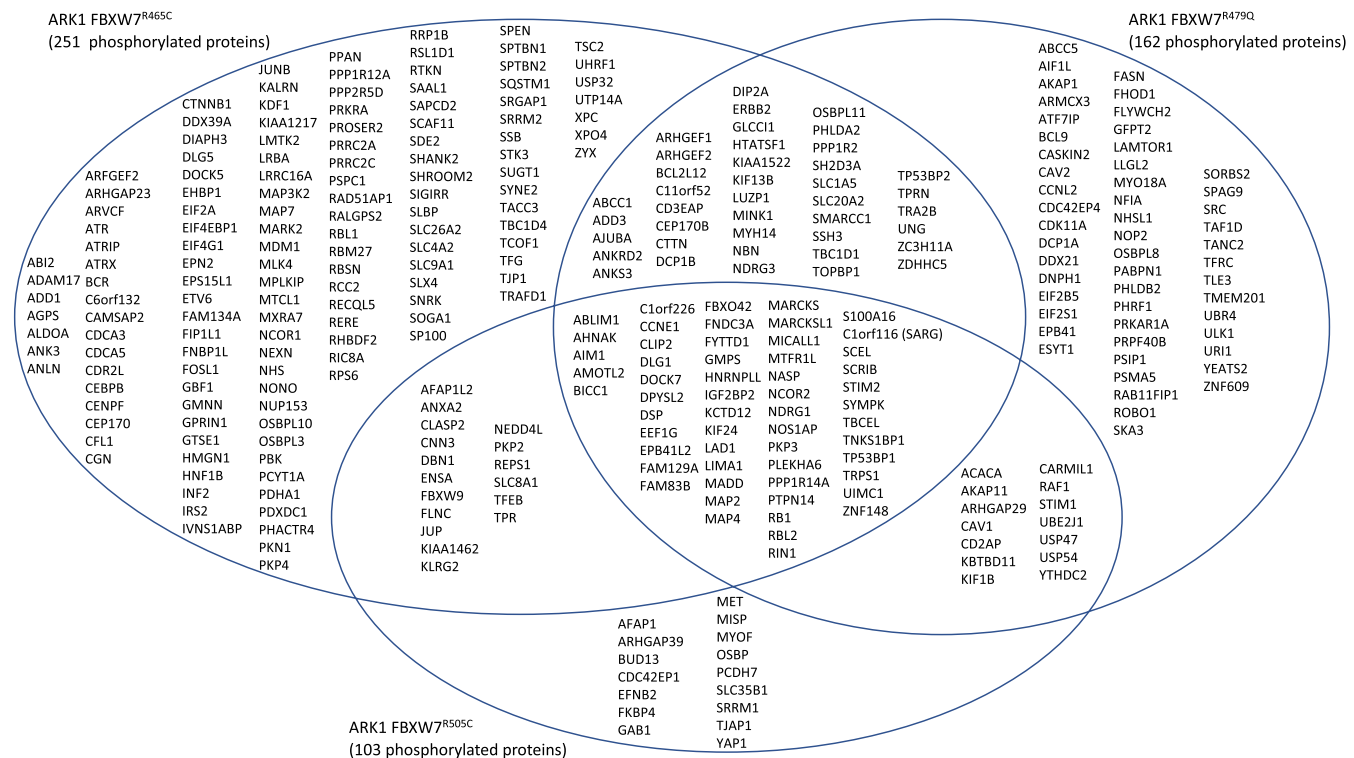 ARK1 FBXW7R465C
(251 phosphorylated proteins)
ARK1 FBXW7R479Q
(162 phosphorylated proteins)
ABI2
ADAM17
ADD1
AGPS
ALDOA
ANK3
ANLN
ARFGEF2
ARHGAP23
ARVCF
ATR
ATRIP
ATRX
BCR
C6orf132
CAMSAP2
CDCA3
CDCA5
CDR2L
CEBPB
CENPF
CEP170
CFL1
CGN
CTNNB1
DDX39A
DIAPH3
DLG5
DOCK5
EHBP1
EIF2A
EIF4EBP1
EIF4G1
EPN2
EPS15L1
ETV6
FAM134A
FIP1L1
FNBP1L
FOSL1
GBF1
GMNN
GPRIN1
GTSE1
HMGN1
HNF1B
INF2
IRS2
IVNS1ABP
JUNB
KALRN
KDF1
KIAA1217
LMTK2
LRBA
LRRC16A
MAP3K2
MAP7
MARK2
MDM1
MLK4
MPLKIP
MTCL1
MXRA7
NCOR1
NEXN
NHS
NONO
NUP153
OSBPL10
OSBPL3
PBK
PCYT1A
PDHA1
PDXDC1
PHACTR4
PKN1
PKP4
PPAN
PPP1R12A
PPP2R5D
PRKRA
PROSER2
PRRC2A
PRRC2C
PSPC1
RAD51AP1
RALGPS2
RBL1
RBM27
RBSN
RCC2
RECQL5
RERE
RHBDF2
RIC8A
RPS6
RRP1B
RSL1D1
RTKN
SAAL1
SAPCD2
SCAF11
SDE2
SHANK2
SHROOM2
SIGIRR
SLBP
SLC26A2
SLC4A2
SLC9A1
SLX4
SNRK
SOGA1
SP100
SPEN
SPTBN1
SPTBN2
SQSTM1
SRGAP1
SRRM2
SSB
STK3
SUGT1
SYNE2
TACC3
TBC1D4
TCOF1
TFG
TJP1
TRAFD1
TSC2
UHRF1
USP32
UTP14A
XPC
XPO4
ZYX
ABCC1
ADD3
AJUBA
ANKRD2
ANKS3
ARHGEF1
ARHGEF2
BCL2L12
C11orf52
CD3EAP
CEP170B
CTTN
DCP1B
DIP2A
ERBB2
GLCCI1
HTATSF1
KIAA1522
KIF13B
LUZP1
MINK1
MYH14
NBN
NDRG3
OSBPL11
PHLDA2
PPP1R2
SH2D3A
SLC1A5
SLC20A2
SMARCC1
SSH3
TBC1D1
TOPBP1
TP53BP2
TPRN
TRA2B
UNG
ZC3H11A
ZDHHC5
ABCC5
AIF1L
AKAP1
ARMCX3
ATF7IP
BCL9
CASKIN2
CAV2
CCNL2
CDC42EP4
CDK11A
DCP1A
DDX21
DNPH1
EIF2B5
EIF2S1
EPB41
ESYT1
FASN
FHOD1
FLYWCH2
GFPT2
LAMTOR1
LLGL2
MYO18A
NFIA
NHSL1
NOP2
OSBPL8
PABPN1
PHLDB2
PHRF1
PRKAR1A
PRPF40B
PSIP1
PSMA5
RAB11FIP1
ROBO1
SKA3
SORBS2
SPAG9
SRC
TAF1D
TANC2
TFRC
TLE3
TMEM201
UBR4
ULK1
URI1
YEATS2
ZNF609
ABLIM1
AHNAK
AIM1
AMOTL2
BICC1
C1orf226
CCNE1
CLIP2
DLG1
DOCK7
DPYSL2
DSP
EEF1G
EPB41L2
FAM129A
FAM83B
FBXO42
FNDC3A
FYTTD1
GMPS
HNRNPLL
IGF2BP2
KCTD12
KIF24
LAD1
LIMA1
MADD
MAP2
MAP4
MARCKS
MARCKSL1
MICALL1
MTFR1L
NASP
NCOR2
NDRG1
NOS1AP
PKP3
PLEKHA6
PPP1R14A
PTPN14
RB1
RBL2
RIN1
S100A16
C1orf116 (SARG)
SCEL
SCRIB
STIM2
SYMPK
TBCEL
TNKS1BP1
TP53BP1
TRPS1
UIMC1
ZNF148
AFAP1L2
ANXA2
CLASP2
CNN3
DBN1
ENSA
FBXW9
FLNC
JUP
KIAA1462
KLRG2
NEDD4L
PKP2
REPS1
SLC8A1
TFEB
TPR
ACACA
AKAP11
ARHGAP29
CAV1
CD2AP
KBTBD11
KIF1B
CARMIL1
RAF1
STIM1
UBE2J1
USP47
USP54
YTHDC2
AFAP1
ARHGAP39
BUD13
CDC42EP1
EFNB2
FKBP4
GAB1
MET
MISP
MYOF
OSBP
PCDH7
SLC35B1
SRRM1
TJAP1
YAP1
ARK1 FBXW7R505C
(103 phosphorylated proteins)